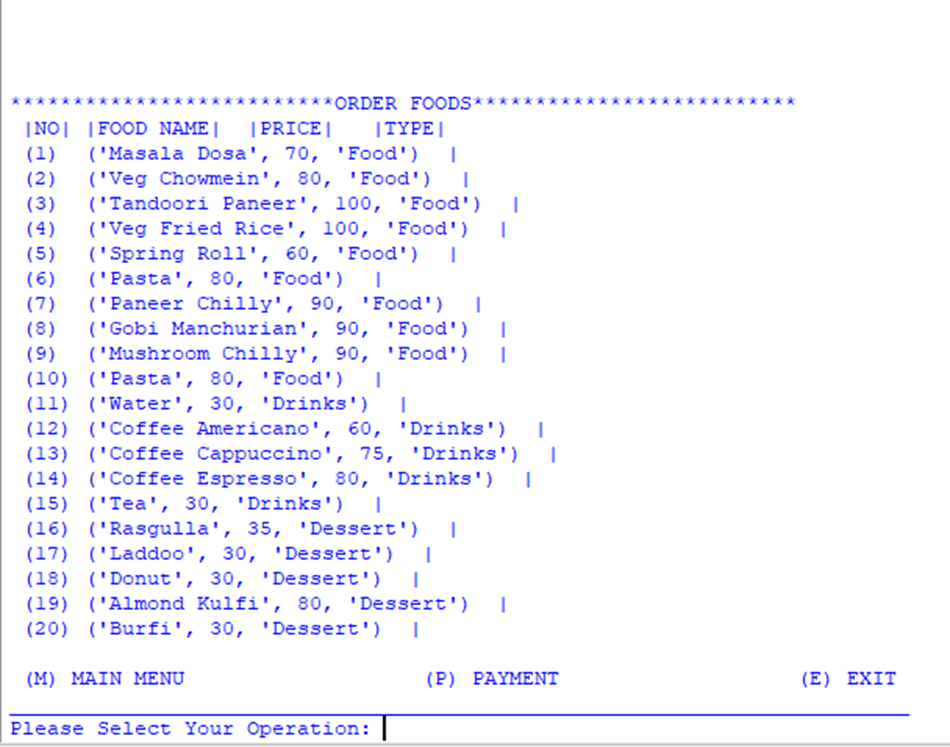 **************************ORDER FOODS**************************
|NO| |FOOD NAME|  |PRICE|   |TYPE|
(1)  ('Masala Dosa', 70, 'Food')  |
(2)  ('Veg Chowmein', 80, 'Food')  |
(3)  ('Tandoori Paneer', 100, 'Food')  |
(4)  ('Veg Fried Rice', 100, 'Food')  |
(5)  ('Spring Roll', 60, 'Food')  |
(6)  ('Pasta', 80, 'Food')  |
(7)  ('Paneer Chilly', 90, 'Food')  |
(8)  ('Gobi Manchurian', 90, 'Food')  |
(9)  ('Mushroom Chilly', 90, 'Food')  |
(10) ('Pasta', 80, 'Food')  |
(11) ('Water', 30, 'Drinks')  |
(12) ('Coffee Americano', 60, 'Drinks')  |
(13) ('Coffee Cappuccino', 75, 'Drinks')  |
(14) ('Coffee Espresso', 80, 'Drinks')  |
(15) ('Tea', 30, 'Drinks')  |
(16) ('Rasgulla', 35, 'Dessert')  |
(17) ('Laddoo', 30, 'Dessert')  |
(18) ('Donut', 30, 'Dessert')  |
(19) ('Almond Kulfi', 80, 'Dessert')  |
(20) ('Burfi', 30, 'Dessert')  |
(M) MAIN MENU                   (P) PAYMENT                   (E) EXIT
Please Select Your Operation: